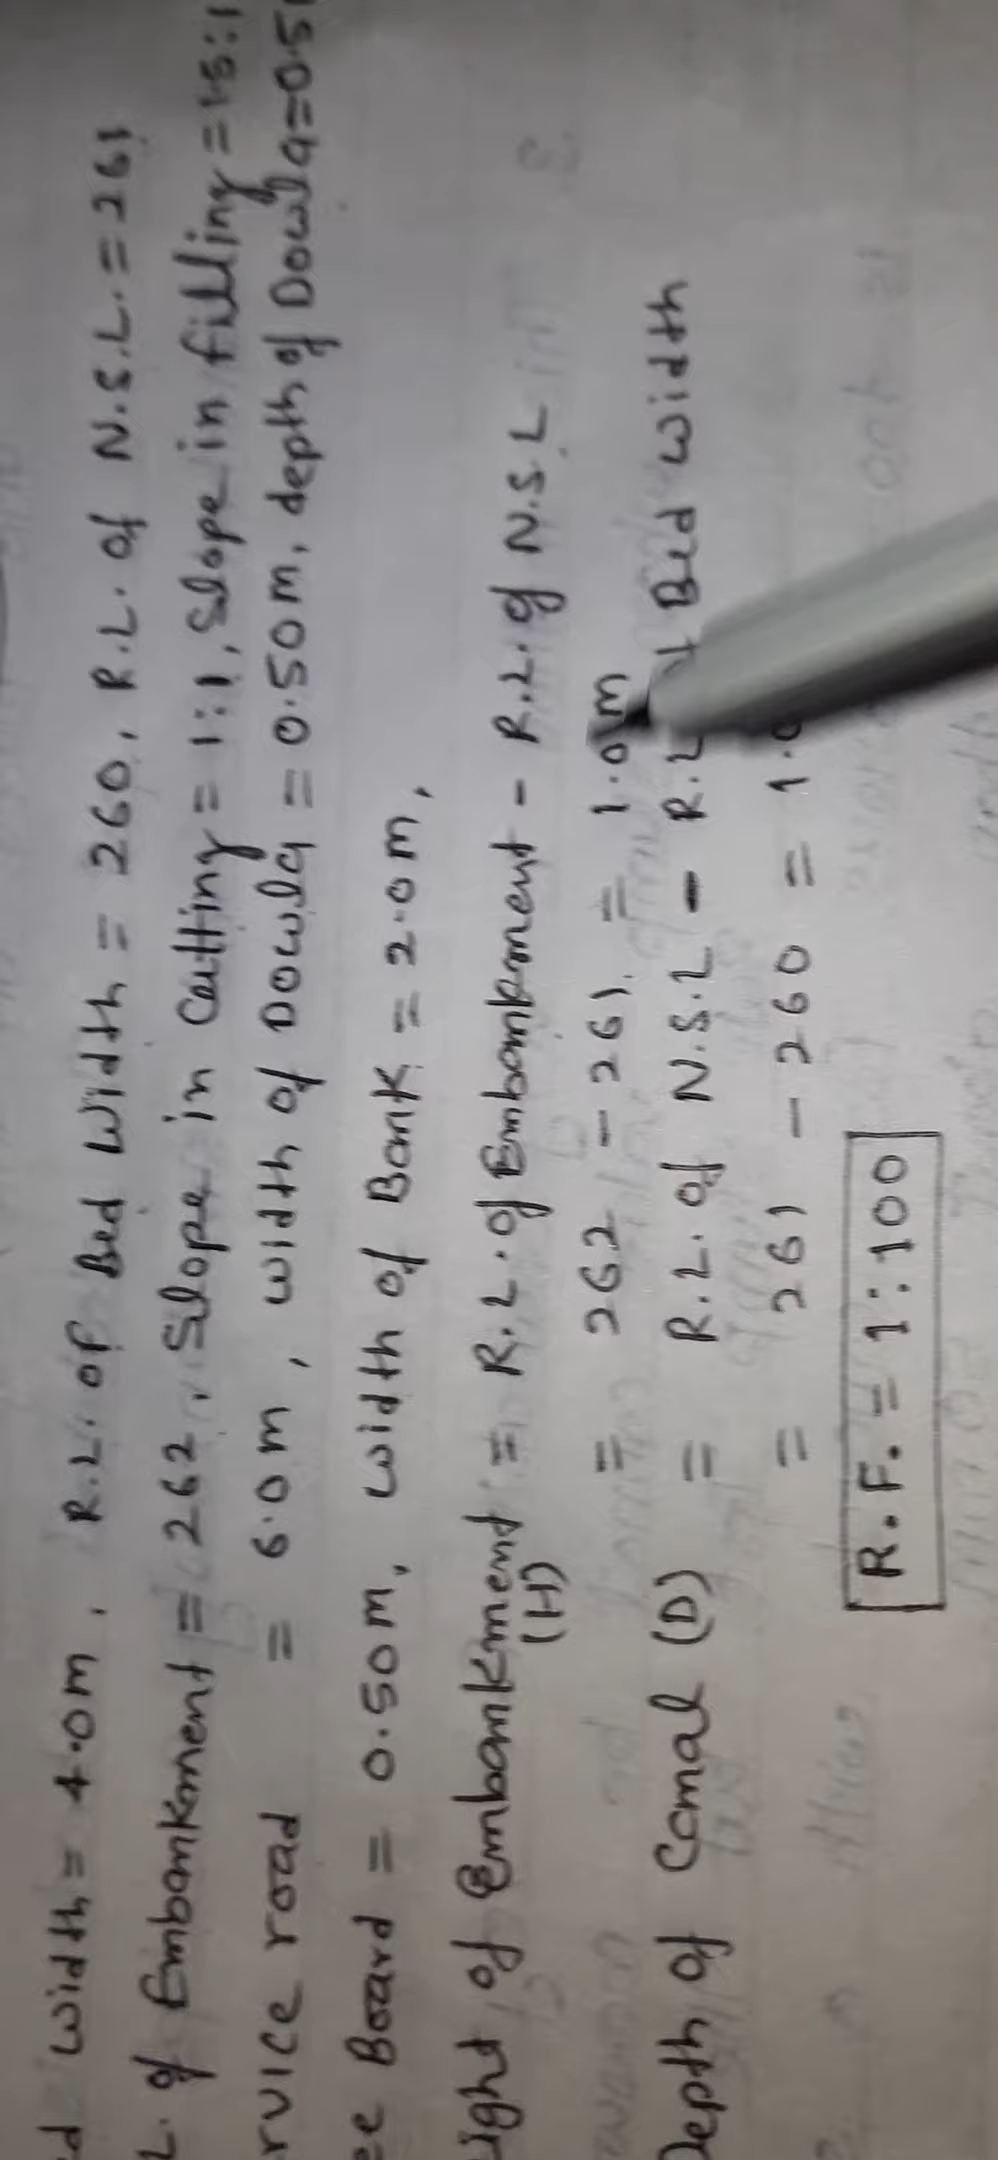 Width = 4.0m, R.L. of Bed Width = 260, R.L. of N.S.L. = 261
of Embankment = 262, Slope in Cutting = 1:1, Slope in filling = 1.5:1
road = 6.0m, width of Dowla = 0.50m, depth of Dowla = 0.5
Board = 0.50m, width of Bank = 2.0m,
of Embankment (H) = R.L. of Embankment - R.L. of N.S.L
= 262 - 261. = 1.0m
Depth of Canal (D) = R.L. of N.S.L - R.L Bed width
= 261 - 260 = 1.
R.F. = 1:100